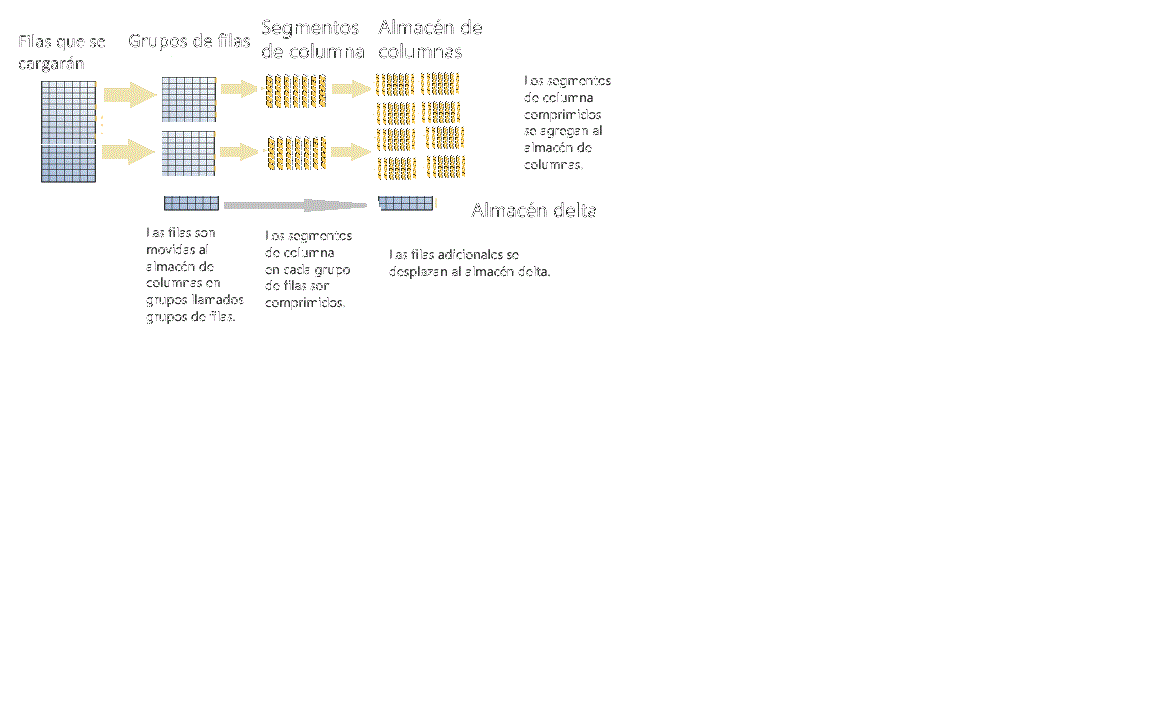 Filas que se
cargarán
Grupos de filas
Segmentos
de columna
Almacén de
columnas
Los segmentos
de columna
comprimidos
se agregan al
almacén de
columnas.
Almacén delta
Las filas son
movidas al
almacén de
columnas en
grupos llamados
grupos de filas.
Los segmentos
de columna
en cada grupo
de filas son
comprimidos.
Las filas adicionales se
desplazan al almacén delta.